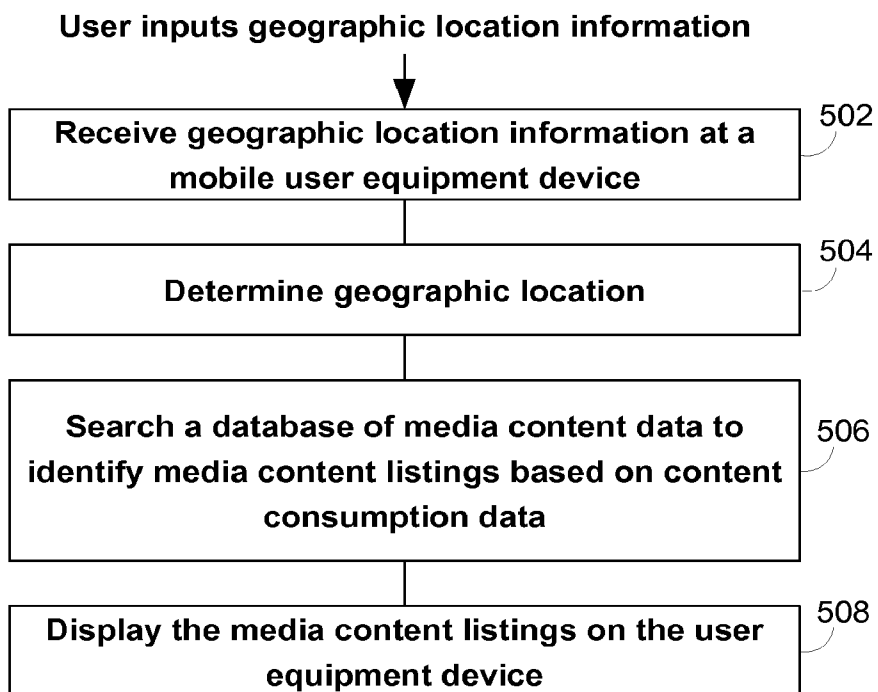 User inputs geographic location information
502
Receive geographic location information at a
mobile user equipment device
504
Determine geographic location
506
Search a database of media content data to
identify media content listings based on content
consumption data
508
Display the media content listings on the user
equipment device